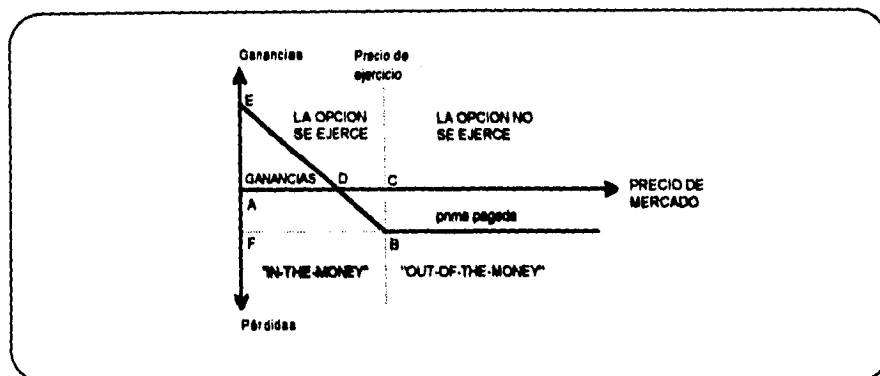 Ganancias
Precio de
ejercicio
E
LA OPCION
SE EJERCE
LA OPCION NO
SE EJERCE
GANANCIAS
D
C
PRECIO DE
MERCADO
A
prima pagada
F
B
"IN-THE-MONEY"
"OUT-OF-THE-MONEY"
Pérdidas